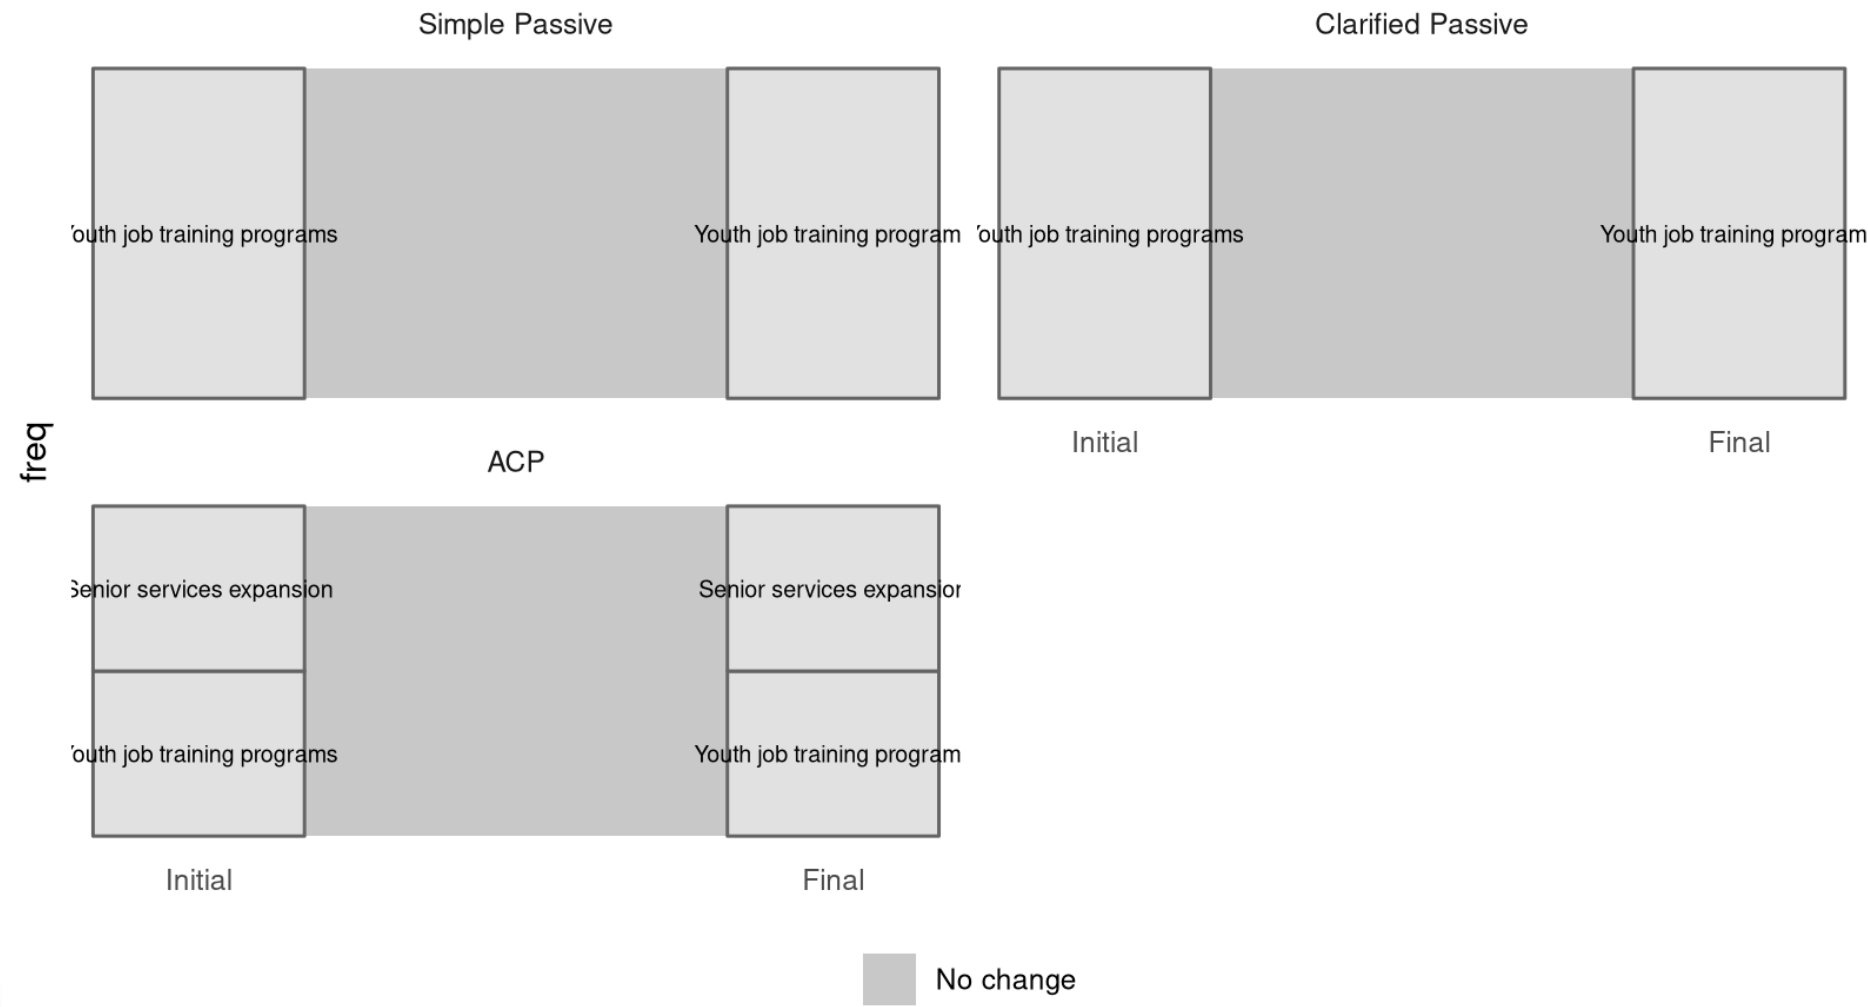 Simple Passive
Clarified Passive
outh job training programs
Youth job training program
outh job training programs
Youth job training program
Initial
Final
freq
ACP
Senior services expansion
Senior services expansion
outh job training programs
Youth job training program
Initial
Final
No change